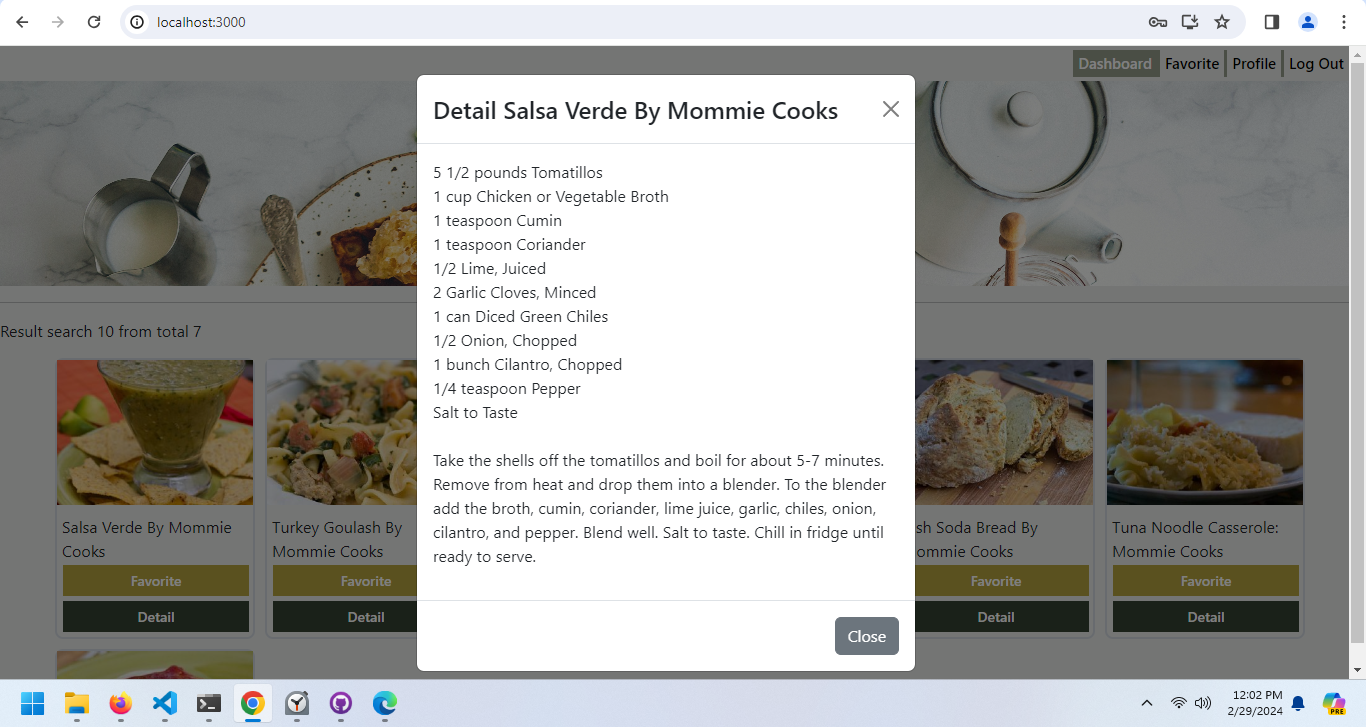 localhost:3000
Dashboard Favorite Profile Log Out
Detail Salsa Verde By Mommie Cooks
5 1/2 pounds Tomatillos
1 cup Chicken or Vegetable Broth
1 teaspoon Cumin
1 teaspoon Coriander
1/2 Lime, Juiced
2 Garlic Cloves, Minced
1 can Diced Green Chiles
1/2 Onion, Chopped
1 bunch Cilantro, Chopped
1/4 teaspoon Pepper
Salt to Taste
Take the shells off the tomatillos and boil for about 5-7 minutes.
Remove from heat and drop them into a blender. To the blender
add the broth, cumin, coriander, lime juice, garlic, chiles, onion,
cilantro, and pepper. Blend well. Salt to taste. Chill in fridge until
ready to serve.
Close
Result search 10 from total 7
Salsa Verde By Mommie
Cooks
Favorite
Detail
Turkey Goulash By
Mommie Cooks
Favorite
Detail
sh Soda Bread By
ommie Cooks
Favorite
Detail
Tuna Noodle Casserole:
Mommie Cooks
Favorite
Detail
12:02 PM
2/29/2024
PRE